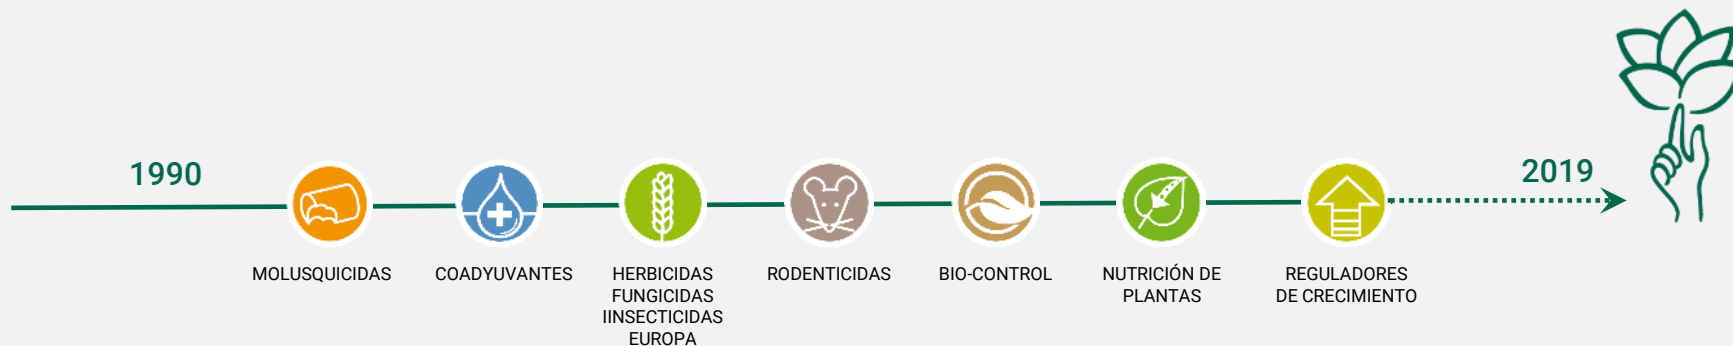 1990
2019
MOLUSQUICIDAS
COADYUVANTES
HERBICIDAS
FUNGICIDAS
IINSECTICIDAS
EUROPA
RODENTICIDAS
BIO-CONTROL
NUTRICIÓN DE
PLANTAS
REGULADORES
DE CRECIMIENTO